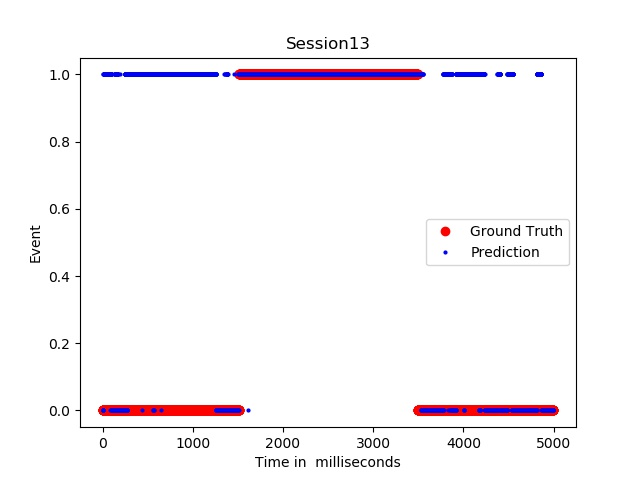 Session13
1.0
0.8
0.6
0.4
0.2
0.0
Event
Ground Truth
Prediction
0 1000 2000 3000 4000 5000
Time in  milliseconds